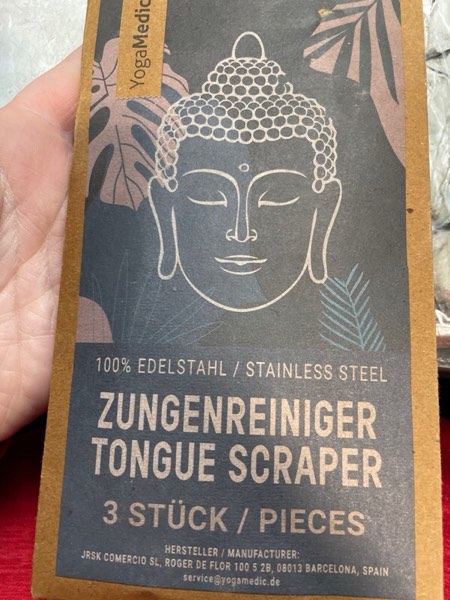 YogaMedic
100% EDELSTAHL / STAINLESS STEEL
ZUNGENREINIGER
TONGUE SCRAPER
3 STÜCK / PIECES
HERSTELLER / MANUFACTURER:
JRSK COMERCIO SL, ROGER DE FLOR 100 5 2B, 08013 BARCELONA, SPAIN
service@yogamedic.de